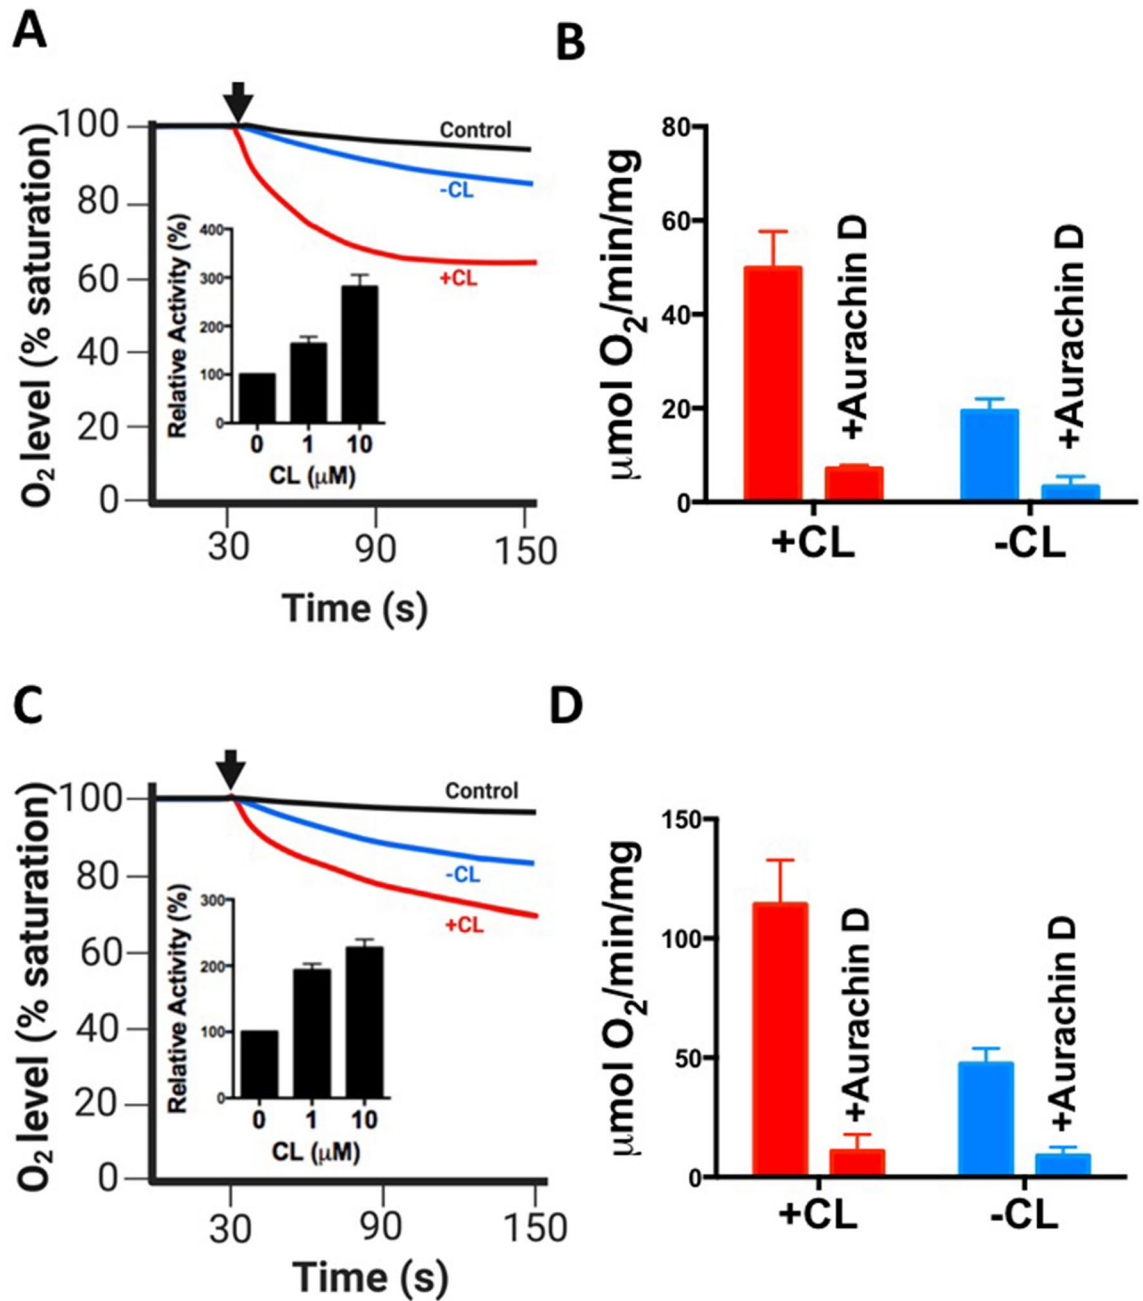 A
O2 level (% saturation)
100
80
60
40
20
0
Control
-CL
+CL
Relative Activity (%)
400
300
200
100
0
0 1 10
CL (µM)
30 90 150
Time (s)
B
µmol O2/min/mg
80
60
40
20
0
+Aurachin D
+Aurachin D
+CL -CL
C
O2 level (% saturation)
100
80
60
40
20
0
Control
-CL
+CL
Relative Activity (%)
300
200
100
0
0 1 10
CL (µM)
30 90 150
Time (s)
D
µmol O2/min/mg
150
100
50
0
+Aurachin D
+Aurachin D
+CL -CL